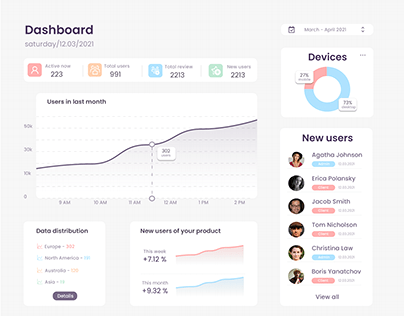 Dashboard
saturday/12.03/2021
March - April 2021
Active now
223
Total users
991
Total review
2213
New users
2213
Users in last month
30k
10k
0
302
9 AM
10 AM
11 AM
12 AM
1 PM
2 PM
Devices
27%
73%
New users
Agatha Johnson
Erica Polansky
Jacob Smith
Tom Nicholson
Christina Law
Boris Yanatchov
View all
Data distribution
Europe -
North America -
Australia -
Asia -
Details
New users of your product
This week
+7.12 %
This month
+9.32 %